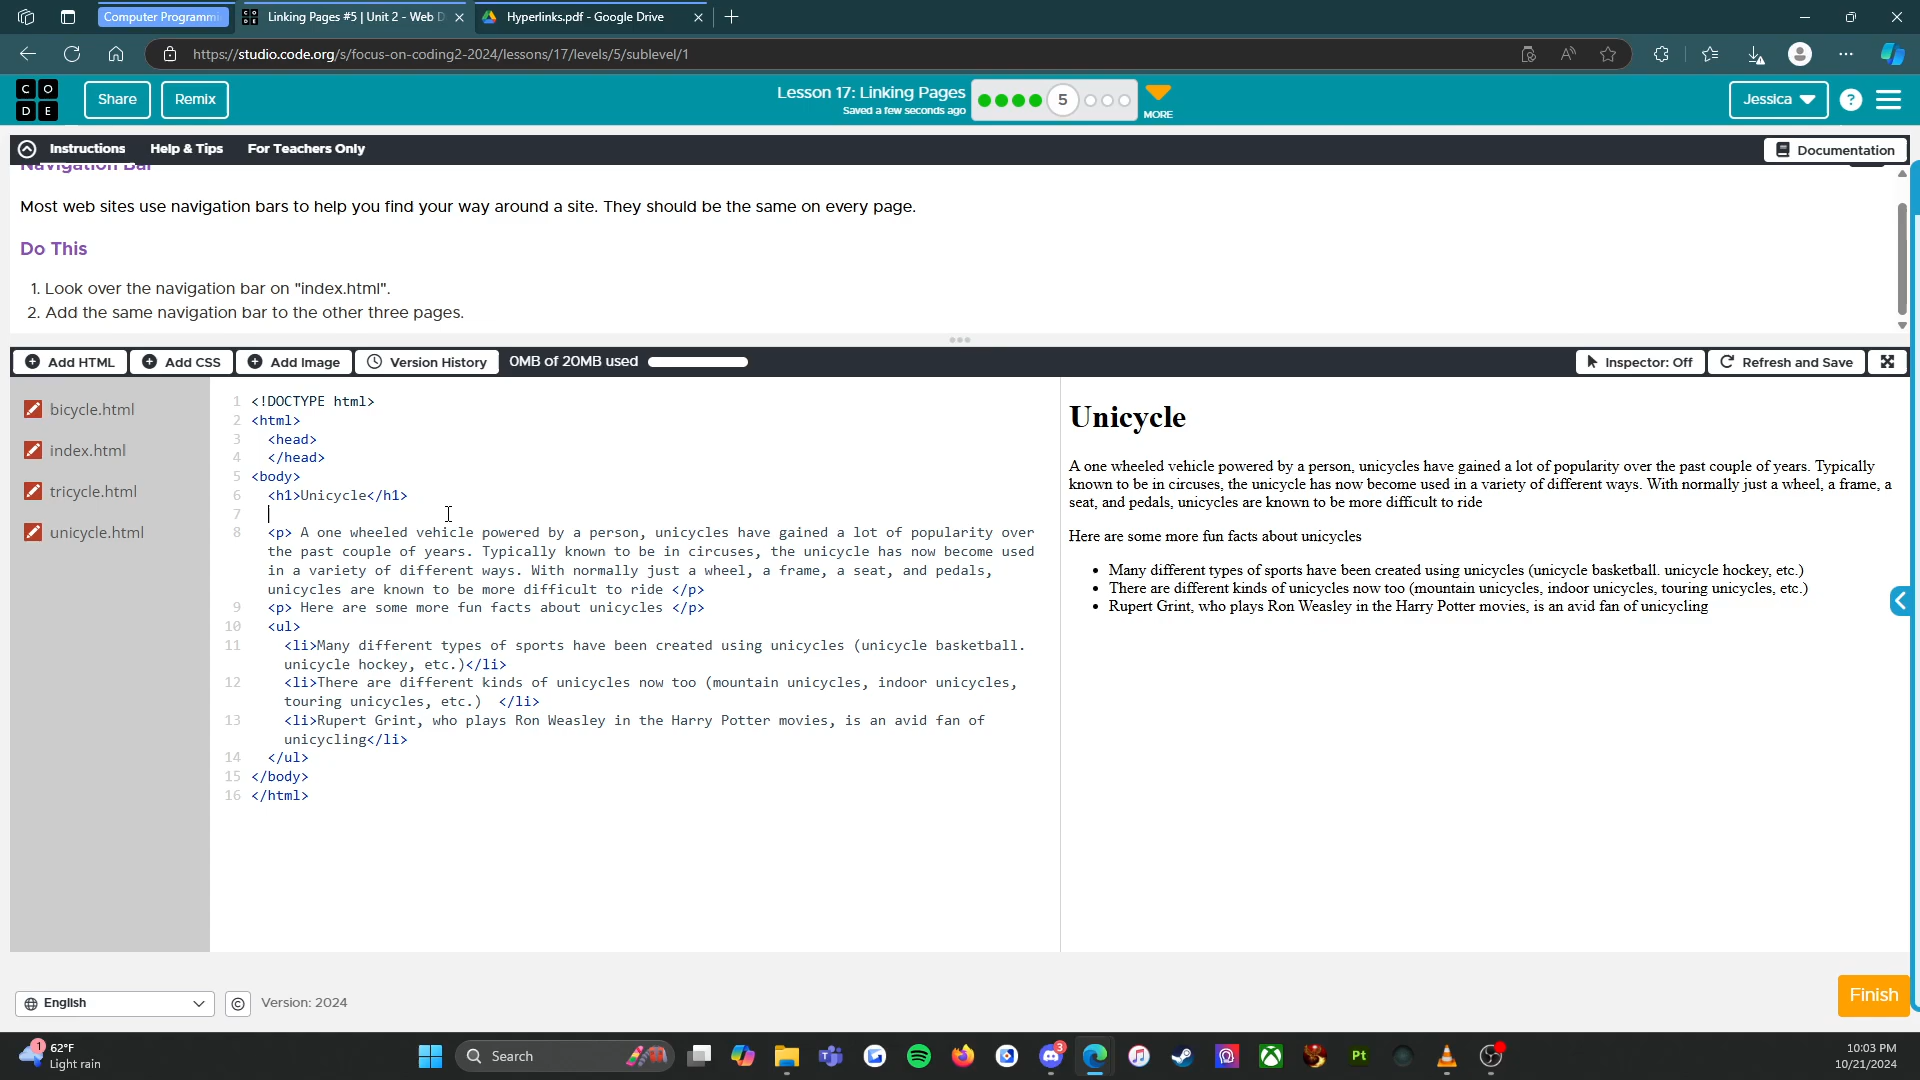 Computer Programmi
Linking Pages #5 | Unit 2 - Web D
Hyperlinks.pdf - Google Drive
https://studio.code.org/s/focus-on-coding2-2024/lessons/17/levels/5/sublevel/1
C O
D E
Share
Remix
Lesson 17: Linking Pages
Saved a few seconds ago
5
MORE
Jessica
?
Instructions
Help & Tips
For Teachers Only
Documentation
Navigation Bar
Most web sites use navigation bars to help you find your way around a site. They should be the same on every page.
Do This
1. Look over the navigation bar on "index.html".
2. Add the same navigation bar to the other three pages.
Add HTML
Add CSS
Add Image
Version History
0MB of 20MB used
Inspector: Off
Refresh and Save
bicycle.html
index.html
tricycle.html
unicycle.html
1 <!DOCTYPE html>
2 <html>
3 <head>
4 </head>
5 <body>
6 <h1>Unicycle</h1>
7
8 <p> A one wheeled vehicle powered by a person, unicycles have gained a lot of popularity over
the past couple of years. Typically known to be in circuses, the unicycle has now become used
in a variety of different ways. With normally just a wheel, a frame, a seat, and pedals,
unicycles are known to be more difficult to ride </p>
9 <p> Here are some more fun facts about unicycles </p>
10 <ul>
11 <li>Many different types of sports have been created using unicycles (unicycle basketball.
unicycle hockey, etc.)</li>
12 <li>There are different kinds of unicycles now too (mountain unicycles, indoor unicycles,
touring unicycles, etc.)  </li>
13 <li>Rupert Grint, who plays Ron Weasley in the Harry Potter movies, is an avid fan of
unicycling</li>
14 </ul>
15 </body>
16 </html>
Unicycle
A one wheeled vehicle powered by a person, unicycles have gained a lot of popularity over the past couple of years. Typically
known to be in circuses, the unicycle has now become used in a variety of different ways. With normally just a wheel, a frame, a
seat, and pedals, unicycles are known to be more difficult to ride
Here are some more fun facts about unicycles
• Many different types of sports have been created using unicycles (unicycle basketball. unicycle hockey, etc.)
• There are different kinds of unicycles now too (mountain unicycles, indoor unicycles, touring unicycles, etc.)
• Rupert Grint, who plays Ron Weasley in the Harry Potter movies, is an avid fan of unicycling
English
©
Version: 2024
Finish
1
62°F
Light rain
Search
3
Pt
10:03 PM
10/21/2024